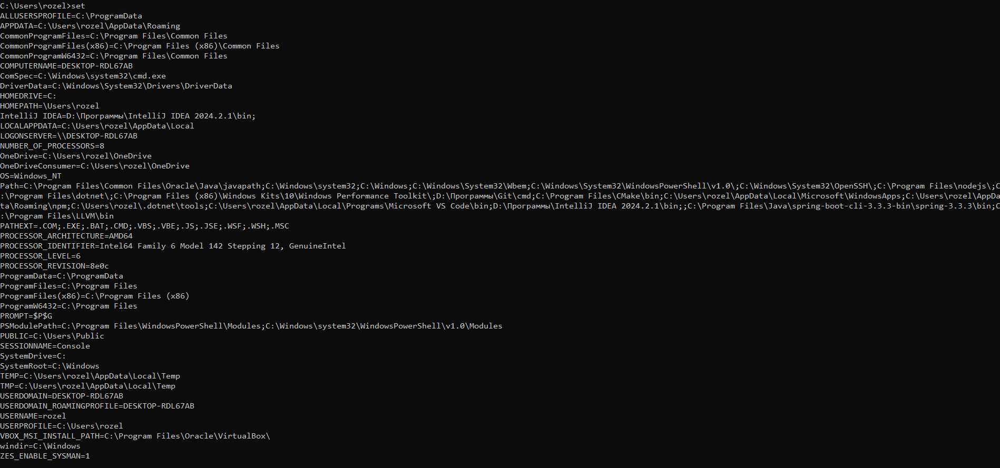 C:\Users\rozel>set
ALLUSERSPROFILE=C:\ProgramData
APPDATA=C:\Users\rozel\AppData\Roaming
CommonProgramFiles=C:\Program Files\Common Files
CommonProgramFiles(x86)=C:\Program Files (x86)\Common Files
CommonProgramW6432=C:\Program Files\Common Files
COMPUTERNAME=DESKTOP-RDL67AB
ComSpec=C:\Windows\system32\cmd.exe
DriverData=C:\Windows\System32\Drivers\DriverData
HOMEDRIVE=C:
HOMEPATH=\Users\rozel
IntelliJ IDEA=D:\Программы\IntelliJ IDEA 2024.2.1\bin;
LOCALAPPDATA=C:\Users\rozel\AppData\Local
LOGONSERVER=\\DESKTOP-RDL67AB
NUMBER_OF_PROCESSORS=8
OneDrive=C:\Users\rozel\OneDrive
OneDriveConsumer=C:\Users\rozel\OneDrive
OS=Windows_NT
Path=C:\Program Files\Common Files\Oracle\Java\javapath;C:\Windows\system32;C:\Windows;C:\Windows\System32\Wbem;C:\Windows\System32\WindowsPowerShell\v1.0\;C:\Windows\System32\OpenSSH\;C:\Program Files\nodejs\;C
:\Program Files\dotnet\;C:\Program Files (x86)\Windows Kits\10\Windows Performance Toolkit\;D:\Программы\Git\cmd;C:\Program Files\CMake\bin;C:\Users\rozel\AppData\Local\Microsoft\WindowsApps;C:\Users\rozel\AppDa
ta\Roaming\npm;C:\Users\rozel\.dotnet\tools;C:\Users\rozel\AppData\Local\Programs\Microsoft VS Code\bin;D:\Программы\IntelliJ IDEA 2024.2.1\bin;;C:\Program Files\Java\spring-boot-cli-3.3.3-bin\spring-3.3.3\bin;C
:\Program Files\LLVM\bin
PATHEXT=.COM;.EXE;.BAT;.CMD;.VBS;.VBE;.JS;.JSE;.WSF;.WSH;.MSC
PROCESSOR_ARCHITECTURE=AMD64
PROCESSOR_IDENTIFIER=Intel64 Family 6 Model 142 Stepping 12, GenuineIntel
PROCESSOR_LEVEL=6
PROCESSOR_REVISION=8e0c
ProgramData=C:\ProgramData
ProgramFiles=C:\Program Files
ProgramFiles(x86)=C:\Program Files (x86)
ProgramW6432=C:\Program Files
PROMPT=$P$G
PSModulePath=C:\Program Files\WindowsPowerShell\Modules;C:\Windows\system32\WindowsPowerShell\v1.0\Modules
PUBLIC=C:\Users\Public
SESSIONNAME=Console
SystemDrive=C:
SystemRoot=C:\Windows
TEMP=C:\Users\rozel\AppData\Local\Temp
TMP=C:\Users\rozel\AppData\Local\Temp
USERDOMAIN=DESKTOP-RDL67AB
USERDOMAIN_ROAMINGPROFILE=DESKTOP-RDL67AB
USERNAME=rozel
USERPROFILE=C:\Users\rozel
VBOX_MSI_INSTALL_PATH=C:\Program Files\Oracle\VirtualBox\
windir=C:\Windows
ZES_ENABLE_SYSMAN=1